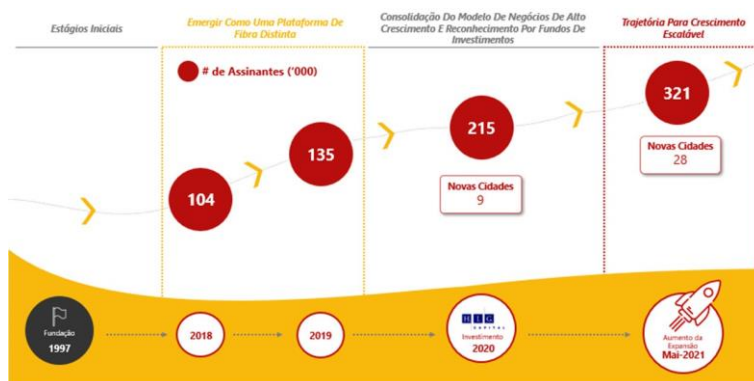 Estágios Iniciais
Emergir Como Uma Plataforma De
Fibra Distinta
Consolidação Do Modelo De Negócios De Alto
Crescimento E Reconhecimento Por Fundos De
Investimentos
Trajetória Para Crescimento
Escalável
# de Assinantes ('000)
104
135
215
321
Novas Cidades
9
Novas Cidades
28
Fundação
1997
2018
2019
H.I.G
CAPITAL
Investimento
2020
Aumento da
Expansão
Mai-2021